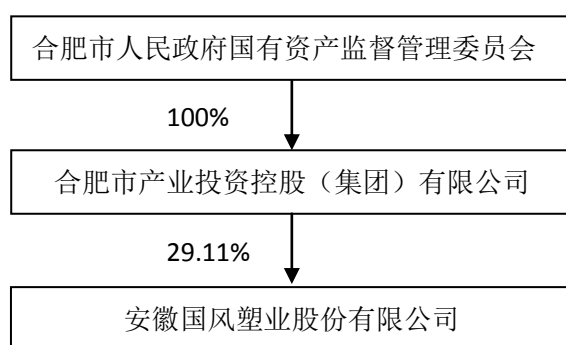 合肥市人民政府国有资产监督管理委员会
100%
合肥市产业投资控股（集团）有限公司
29.11%
安徽国风塑业股份有限公司